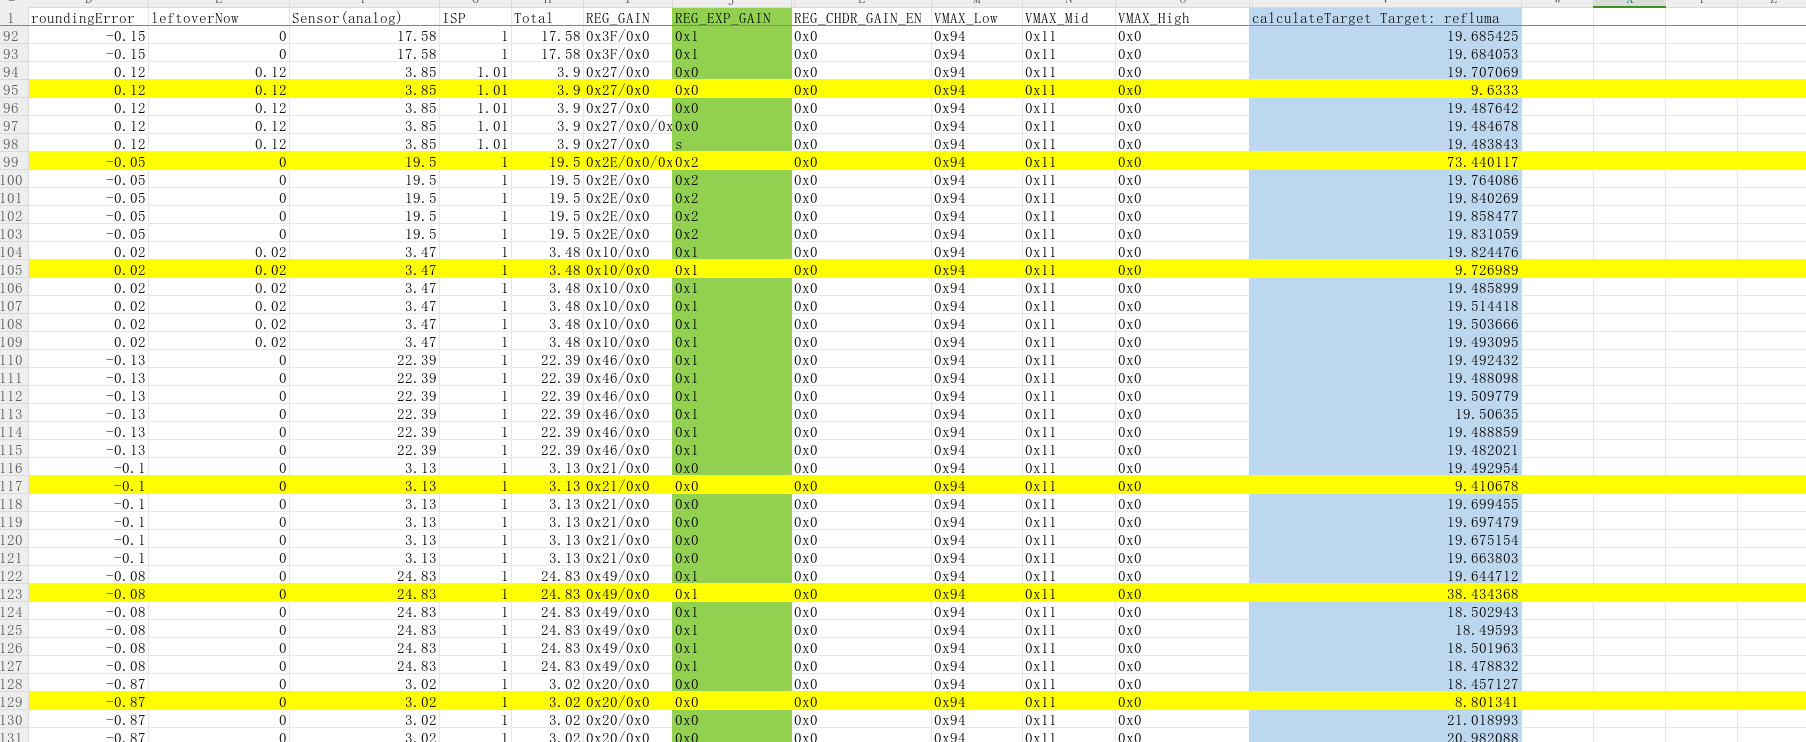 1 roundingError leftoverNow Sensor(analog) ISP Total REG_GAIN REG_EXP_GAIN REG_CHDR_GAIN_EN VMAX_Low VMAX_Mid VMAX_High calculateTarget Target: refluma
92 -0.15 0 17.58 1 17.58 0x3F/0x0 0x1 0x0 0x94 0x11 0x0 19.685425
93 -0.15 0 17.58 1 17.58 0x3F/0x0 0x1 0x0 0x94 0x11 0x0 19.684053
94 0.12 0.12 3.85 1.01 3.9 0x27/0x0 0x0 0x0 0x94 0x11 0x0 19.707069
95 0.12 0.12 3.85 1.01 3.9 0x27/0x0 0x0 0x0 0x94 0x11 0x0 9.6333
96 0.12 0.12 3.85 1.01 3.9 0x27/0x0 0x0 0x0 0x94 0x11 0x0 19.487642
97 0.12 0.12 3.85 1.01 3.9 0x27/0x0/0x 0x0 0x0 0x94 0x11 0x0 19.484678
98 0.12 0.12 3.85 1.01 3.9 0x27/0x0 s 0x0 0x94 0x11 0x0 19.483843
99 -0.05 0 19.5 1 19.5 0x2E/0x0/0x 0x2 0x0 0x94 0x11 0x0 73.440117
100 -0.05 0 19.5 1 19.5 0x2E/0x0 0x2 0x0 0x94 0x11 0x0 19.764086
101 -0.05 0 19.5 1 19.5 0x2E/0x0 0x2 0x0 0x94 0x11 0x0 19.840269
102 -0.05 0 19.5 1 19.5 0x2E/0x0 0x2 0x0 0x94 0x11 0x0 19.858477
103 -0.05 0 19.5 1 19.5 0x2E/0x0 0x2 0x0 0x94 0x11 0x0 19.831059
104 0.02 0.02 3.47 1 3.48 0x10/0x0 0x1 0x0 0x94 0x11 0x0 19.824476
105 0.02 0.02 3.47 1 3.48 0x10/0x0 0x1 0x0 0x94 0x11 0x0 9.726989
106 0.02 0.02 3.47 1 3.48 0x10/0x0 0x1 0x0 0x94 0x11 0x0 19.485899
107 0.02 0.02 3.47 1 3.48 0x10/0x0 0x1 0x0 0x94 0x11 0x0 19.514418
108 0.02 0.02 3.47 1 3.48 0x10/0x0 0x1 0x0 0x94 0x11 0x0 19.503666
109 0.02 0.02 3.47 1 3.48 0x10/0x0 0x1 0x0 0x94 0x11 0x0 19.493095
110 -0.13 0 22.39 1 22.39 0x46/0x0 0x1 0x0 0x94 0x11 0x0 19.492432
111 -0.13 0 22.39 1 22.39 0x46/0x0 0x1 0x0 0x94 0x11 0x0 19.488098
112 -0.13 0 22.39 1 22.39 0x46/0x0 0x1 0x0 0x94 0x11 0x0 19.509779
113 -0.13 0 22.39 1 22.39 0x46/0x0 0x1 0x0 0x94 0x11 0x0 19.50635
114 -0.13 0 22.39 1 22.39 0x46/0x0 0x1 0x0 0x94 0x11 0x0 19.488859
115 -0.13 0 22.39 1 22.39 0x46/0x0 0x1 0x0 0x94 0x11 0x0 19.482021
116 -0.1 0 3.13 1 3.13 0x21/0x0 0x0 0x0 0x94 0x11 0x0 19.492954
117 -0.1 0 3.13 1 3.13 0x21/0x0 0x0 0x0 0x94 0x11 0x0 9.410678
118 -0.1 0 3.13 1 3.13 0x21/0x0 0x0 0x0 0x94 0x11 0x0 19.699455
119 -0.1 0 3.13 1 3.13 0x21/0x0 0x0 0x0 0x94 0x11 0x0 19.697479
120 -0.1 0 3.13 1 3.13 0x21/0x0 0x0 0x0 0x94 0x11 0x0 19.675154
121 -0.1 0 3.13 1 3.13 0x21/0x0 0x0 0x0 0x94 0x11 0x0 19.663803
122 -0.08 0 24.83 1 24.83 0x49/0x0 0x1 0x0 0x94 0x11 0x0 19.644712
123 -0.08 0 24.83 1 24.83 0x49/0x0 0x1 0x0 0x94 0x11 0x0 38.434368
124 -0.08 0 24.83 1 24.83 0x49/0x0 0x1 0x0 0x94 0x11 0x0 18.502943
125 -0.08 0 24.83 1 24.83 0x49/0x0 0x1 0x0 0x94 0x11 0x0 18.49593
126 -0.08 0 24.83 1 24.83 0x49/0x0 0x1 0x0 0x94 0x11 0x0 18.501963
127 -0.08 0 24.83 1 24.83 0x49/0x0 0x1 0x0 0x94 0x11 0x0 18.478832
128 -0.87 0 3.02 1 3.02 0x20/0x0 0x0 0x0 0x94 0x11 0x0 18.457127
129 -0.87 0 3.02 1 3.02 0x20/0x0 0x0 0x0 0x94 0x11 0x0 8.801341
130 -0.87 0 3.02 1 3.02 0x20/0x0 0x0 0x0 0x94 0x11 0x0 21.018993
131 -0.87 0 3.02 1 3.02 0x20/0x0 0x0 0x0 0x94 0x11 0x0 20.982088